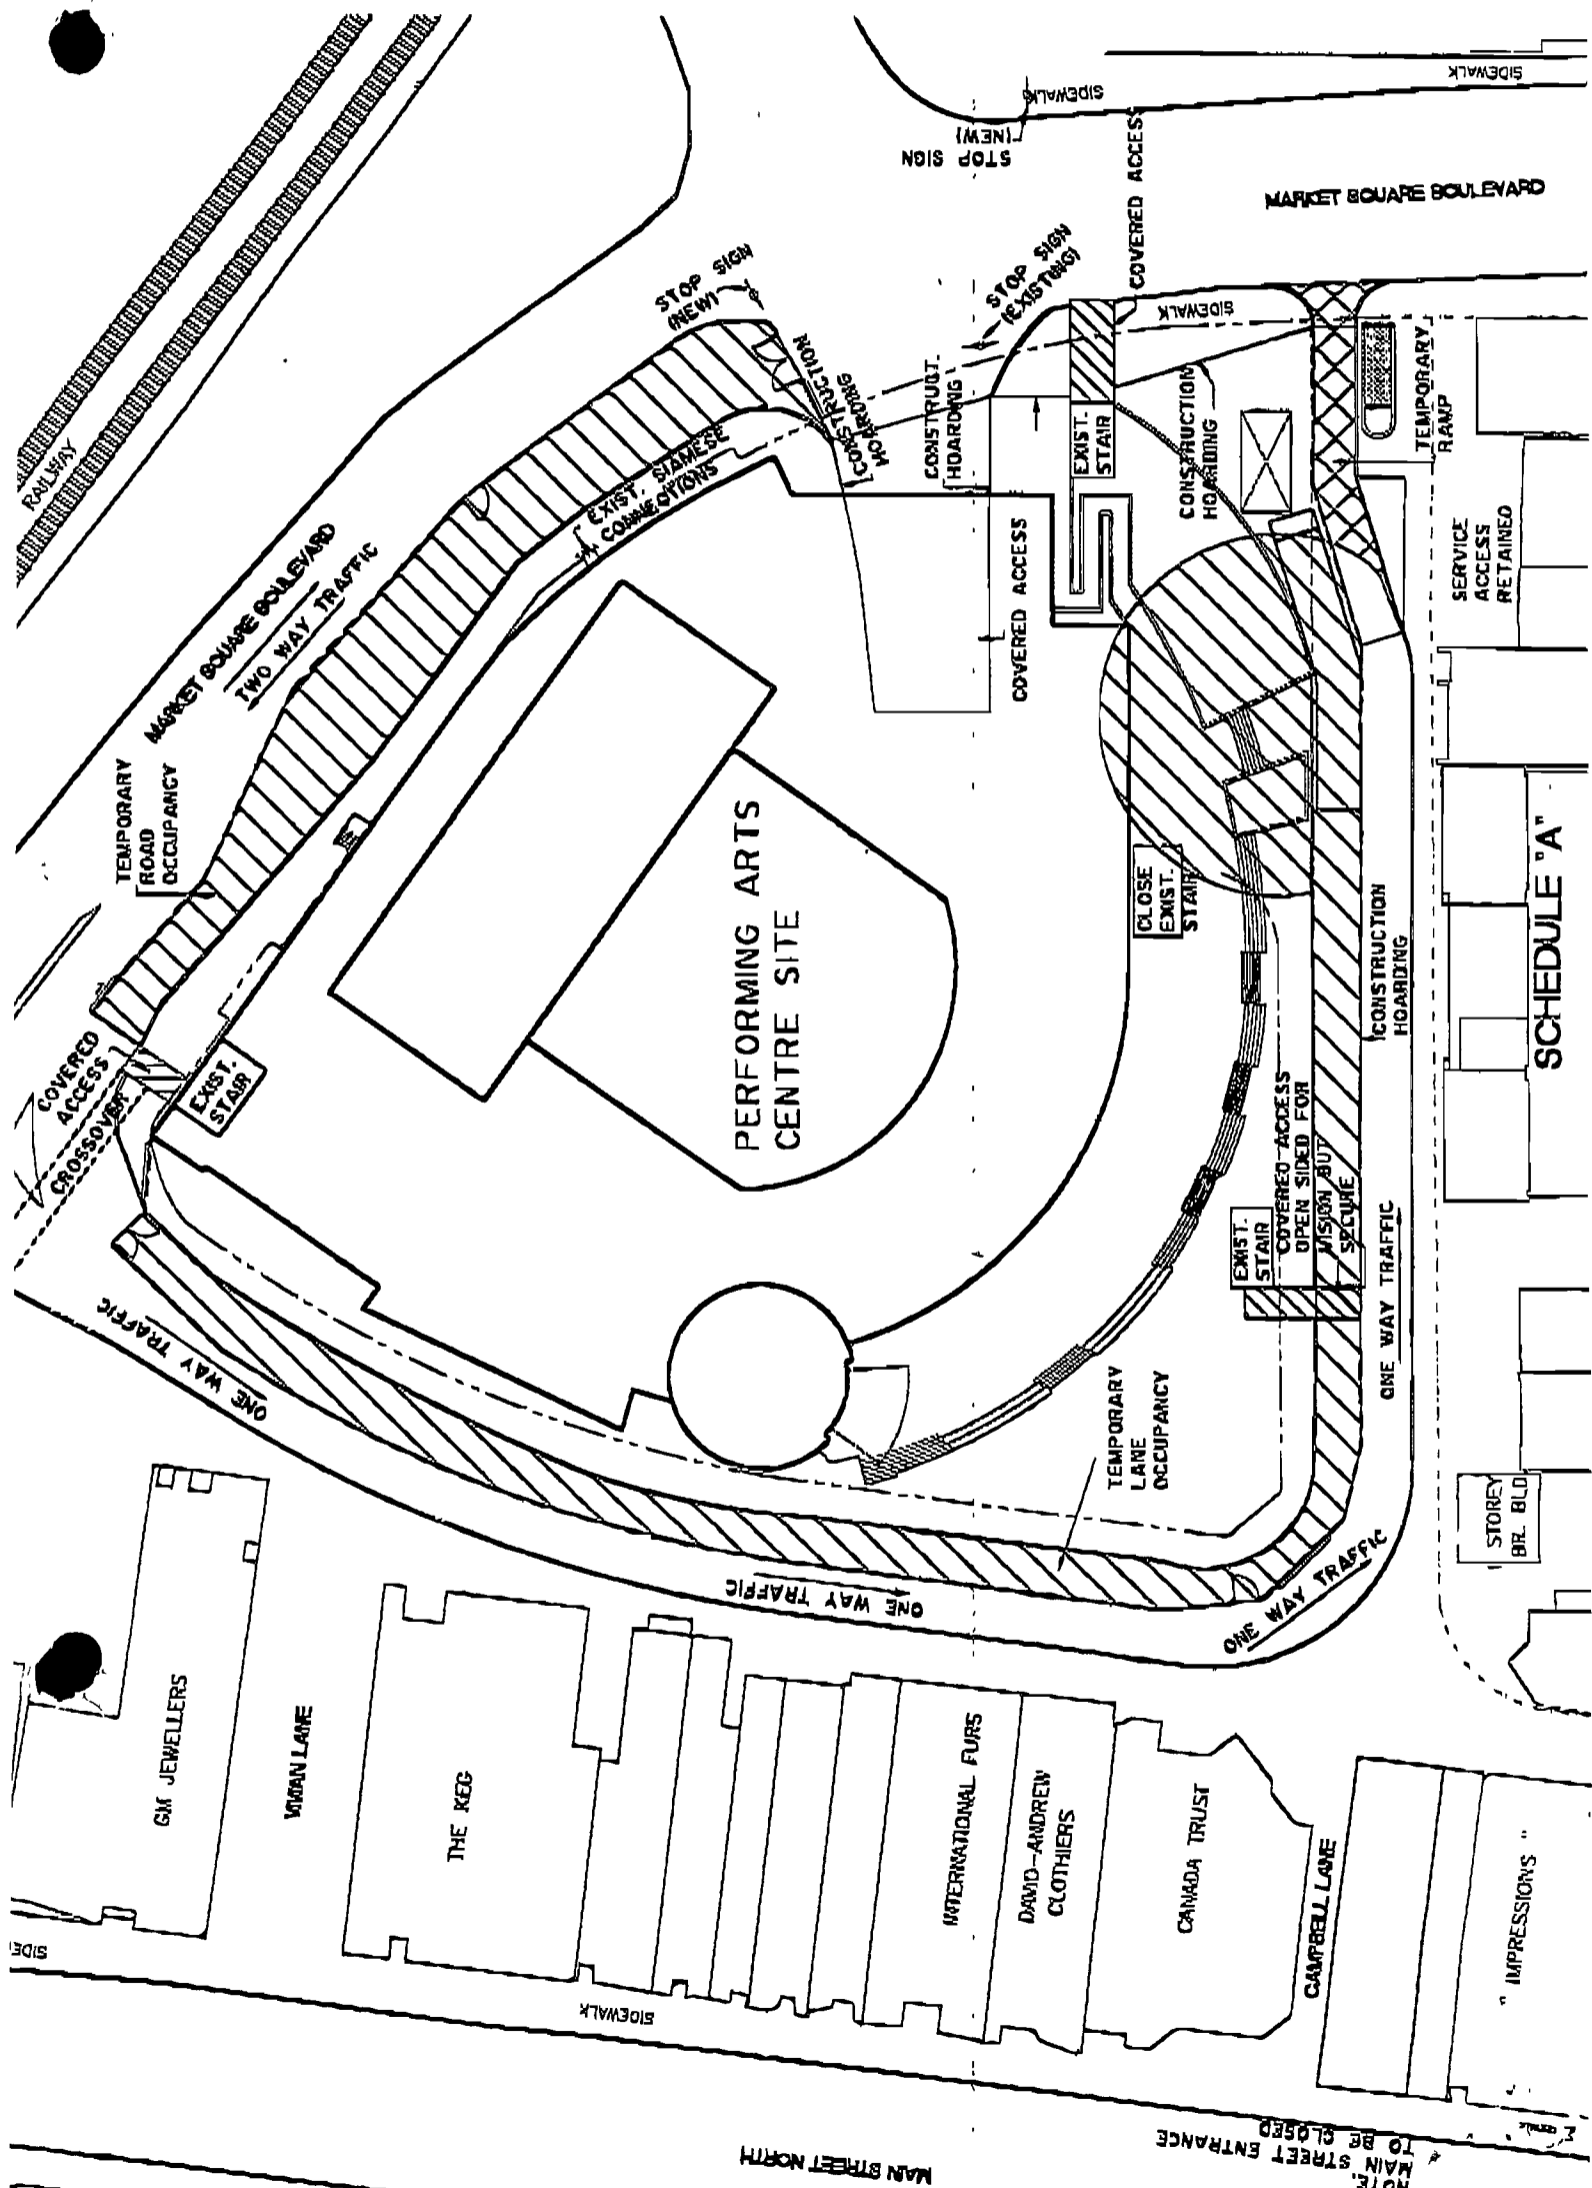 SIDEWALK
SIDEWALK
STOP SIGN
(NEW)
COVERED ACCESS
MARKET SQUARE BOULEVARD
STOP SIGN
(NEW)
STOP SIGN
(EXISTING)
SIDEWALK
RAILWAY
CONSTRUCTION
HOARDING
CONSTRUCT.
HOARDING
EXIST.
STAIR
CONSTRUCTION
HOARDING
TEMPORARY
RAMP
EXIST. SIAMESE
CONNECTIONS
MARKET SQUARE BOULEVARD
TWO WAY TRAFFIC
COVERED ACCESS
SERVICE
ACCESS
RETAINED
TEMPORARY
ROAD
OCCUPANCY
PERFORMING ARTS
CENTRE SITE
CLOSE
EXIST.
STAIR
CONSTRUCTION
HOARDING
SCHEDULE "A"
COVERED
ACCESS
CROSSOVER
EXIST.
STAIR
EXIST.
STAIR
COVERED ACCESS
OPEN SIDED FOR
VISION BUT
SECURE
ONE WAY TRAFFIC
ONE WAY TRAFFIC
TEMPORARY
LANE
OCCUPANCY
STOREY
BR. BLD
ONE WAY TRAFFIC
ONE WAY TRAFFIC
GM JEWELLERS
VIVIAN LANE
THE KEG
INTERNATIONAL FURS
DAVID-ANDREW
CLOTHIERS
CANADA TRUST
CAMPBELL LANE
"IMPRESSIONS"
SIDEWALK
MAIN STREET NORTH
NOTE:
MAIN STREET ENTRANCE
TO BE CLOSED